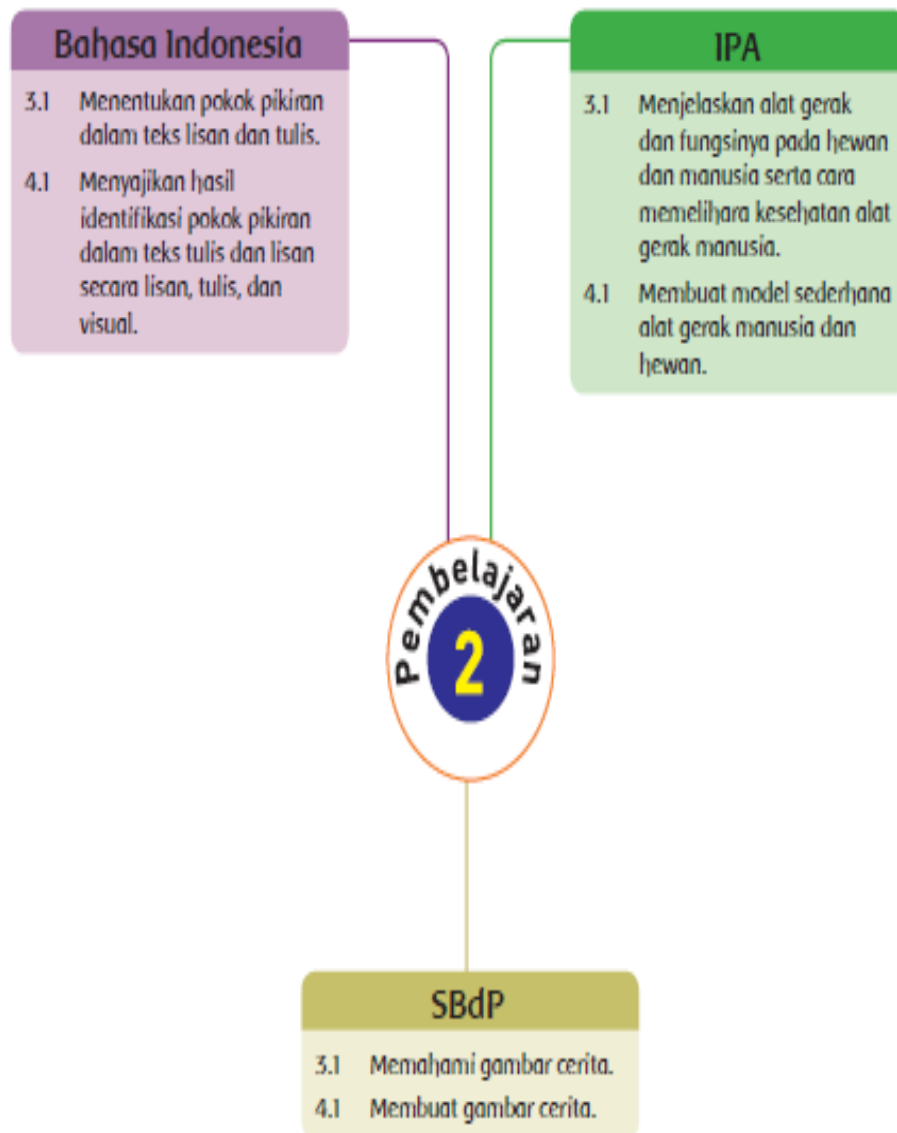 Bahasa Indonesia
3.1 Menentukan pokok pikiran
dalam teks lisan dan tulis.
4.1 Menyajikan hasil
identifikasi pokok pikiran
dalam teks tulis dan lisan
secara lisan, tulis, dan
visual.
IPA
3.1 Menjelaskan alat gerak
dan fungsinya pada hewan
dan manusia serta cara
memelihara kesehatan alat
gerak manusia.
4.1 Membuat model sederhana
alat gerak manusia dan
hewan.
Pembelajaran
2
SBdP
3.1 Memahami gambar cerita.
4.1 Membuat gambar cerita.